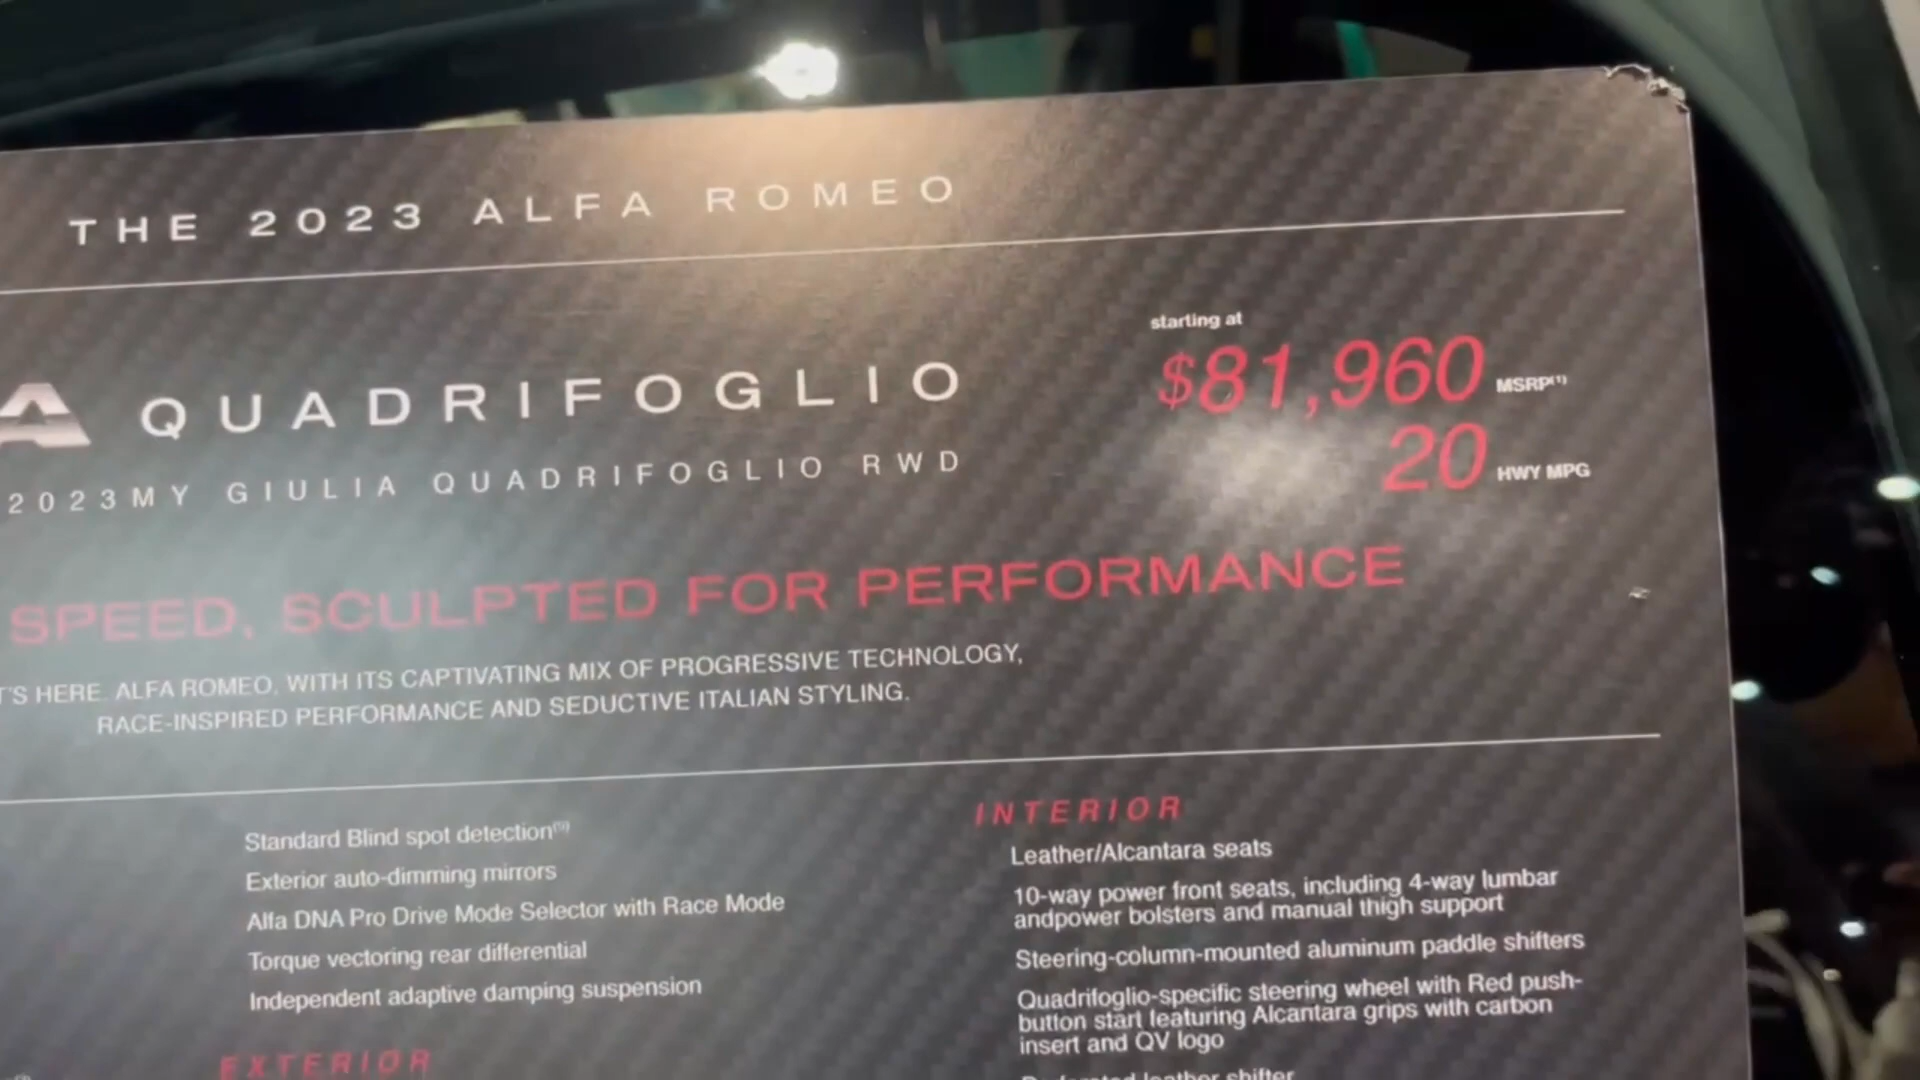 THE 2023 ALFA ROMEO
starting at
$81,960 MSRP(1)
A QUADRIFOGLIO
20 HWY MPG
2023MY GIULIA QUADRIFOGLIO RWD
SPEED, SCULPTED FOR PERFORMANCE
T'S HERE. ALFA ROMEO, WITH ITS CAPTIVATING MIX OF PROGRESSIVE TECHNOLOGY,
RACE-INSPIRED PERFORMANCE AND SEDUCTIVE ITALIAN STYLING.
Standard Blind spot detection
Exterior auto-dimming mirrors
Alfa DNA Pro Drive Mode Selector with Race Mode
Torque vectoring rear differential
Independent adaptive damping suspension
EXTERIOR
INTERIOR
Leather/Alcantara seats
10-way power front seats, including 4-way lumbar
andpower bolsters and manual thigh support
Steering-column-mounted aluminum paddle shifters
Quadrifoglio-specific steering wheel with Red push-
button start featuring Alcantara grips with carbon
insert and QV logo
Perforated leather shifter